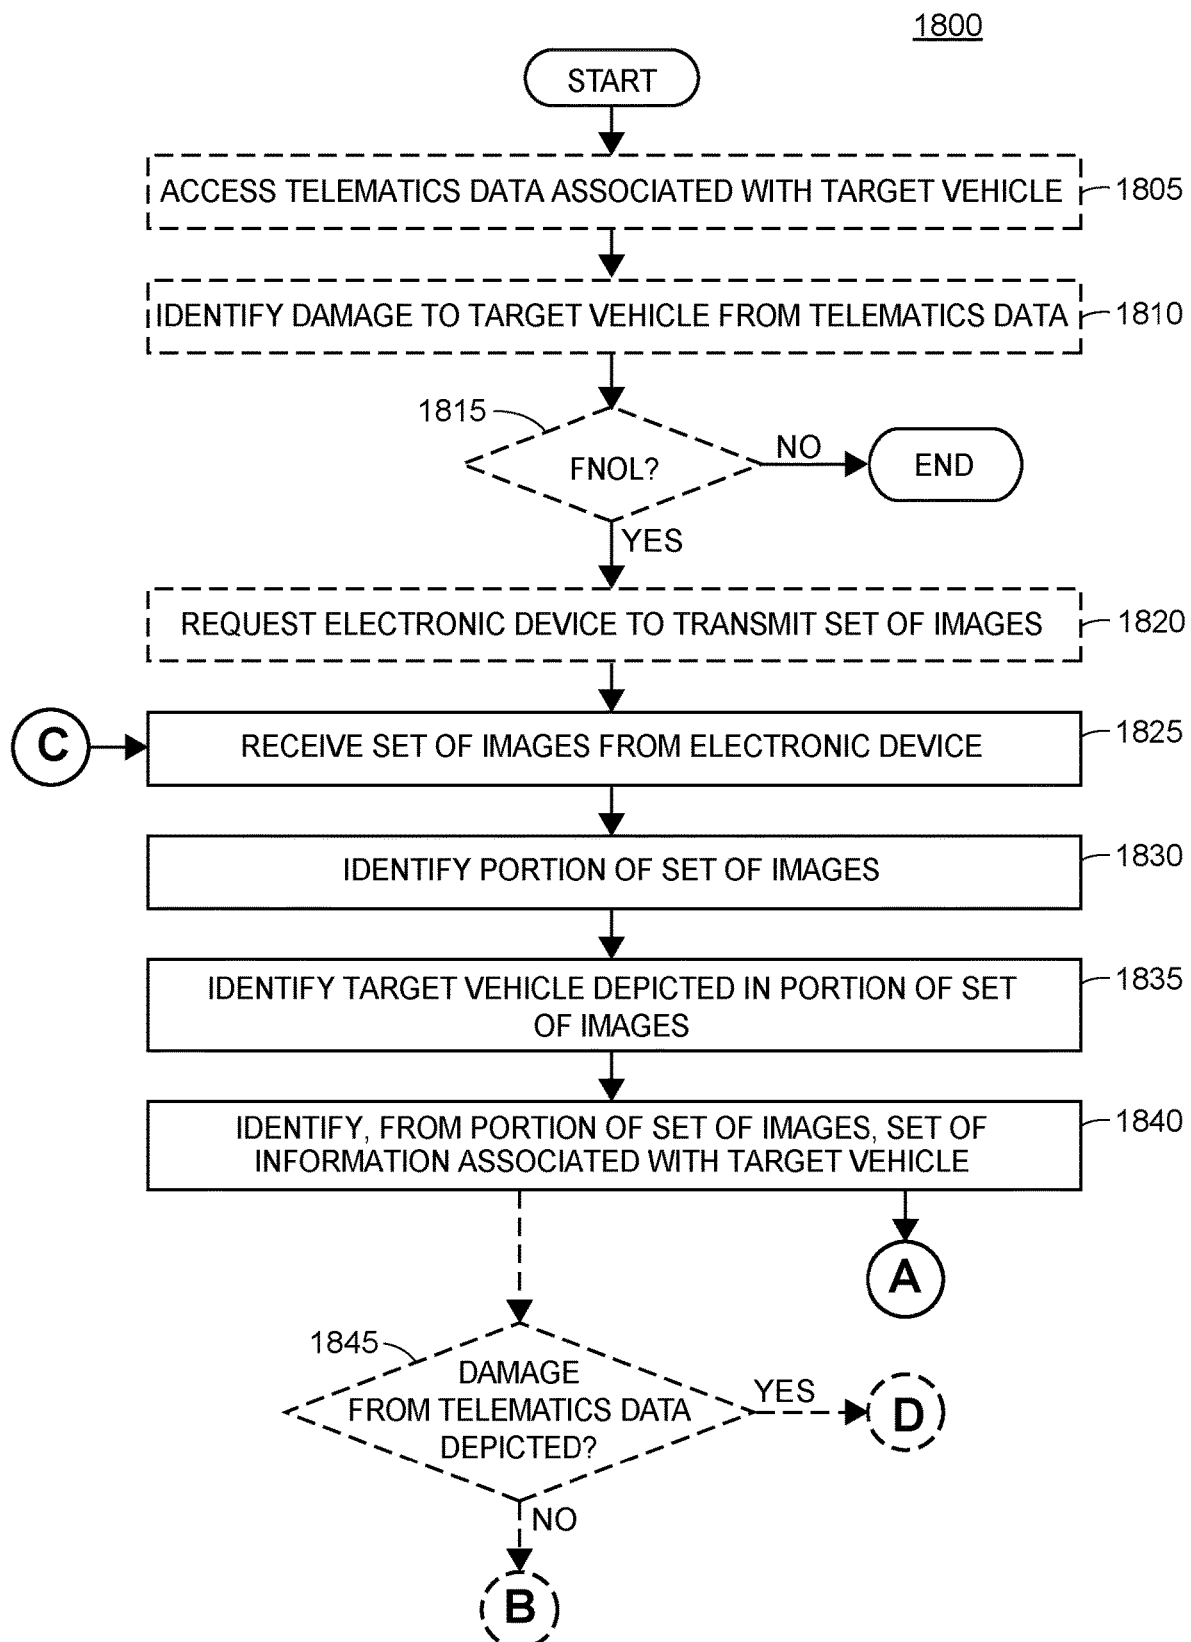 1800
START
ACCESS TELEMATICS DATA ASSOCIATED WITH TARGET VEHICLE
1805
IDENTIFY DAMAGE TO TARGET VEHICLE FROM TELEMATICS DATA
1810
1815
FNOL?
NO
END
YES
REQUEST ELECTRONIC DEVICE TO TRANSMIT SET OF IMAGES
1820
C
RECEIVE SET OF IMAGES FROM ELECTRONIC DEVICE
1825
IDENTIFY PORTION OF SET OF IMAGES
1830
IDENTIFY TARGET VEHICLE DEPICTED IN PORTION OF SET
OF IMAGES
1835
IDENTIFY, FROM PORTION OF SET OF IMAGES, SET OF
INFORMATION ASSOCIATED WITH TARGET VEHICLE
1840
A
1845
DAMAGE
FROM TELEMATICS DATA
DEPICTED?
YES
D
NO
B